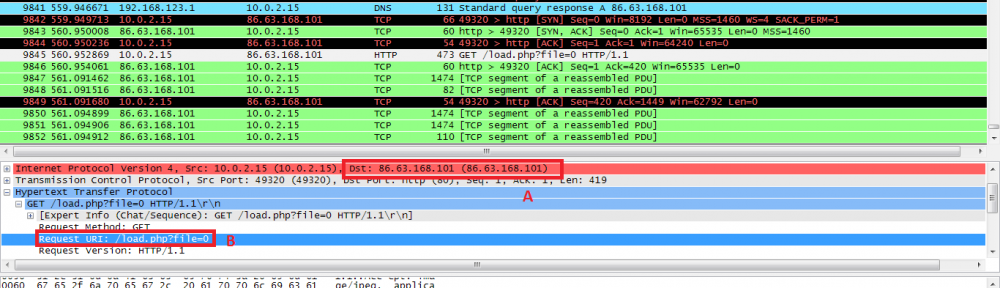 9841 559.946671 192.168.123.1 10.0.2.15 DNS 131 Standard query response A 86.63.168.101
9842 559.949713 10.0.2.15 86.63.168.101 TCP 66 49320 > http [SYN] Seq=0 Win=8192 Len=0 MSS=1460 WS=4 SACK_PERM=1
9843 560.950008 86.63.168.101 10.0.2.15 TCP 60 http > 49320 [SYN, ACK] Seq=0 Ack=1 Win=65535 Len=0 MSS=1460
9844 560.950236 10.0.2.15 86.63.168.101 TCP 54 49320 > http [ACK] Seq=1 Ack=1 Win=64240 Len=0
9845 560.952869 10.0.2.15 86.63.168.101 HTTP 473 GET /load.php?file=0 HTTP/1.1
9846 560.954061 86.63.168.101 10.0.2.15 TCP 60 http > 49320 [ACK] Seq=1 Ack=420 Win=65535 Len=0
9847 561.091462 86.63.168.101 10.0.2.15 TCP 1474 [TCP segment of a reassembled PDU]
9848 561.091516 86.63.168.101 10.0.2.15 TCP 82 [TCP segment of a reassembled PDU]
9849 561.091680 10.0.2.15 86.63.168.101 TCP 54 49320 > http [ACK] Seq=420 Ack=1449 Win=62792 Len=0
9850 561.094899 86.63.168.101 10.0.2.15 TCP 1474 [TCP segment of a reassembled PDU]
9851 561.094906 86.63.168.101 10.0.2.15 TCP 1474 [TCP segment of a reassembled PDU]
9852 561.094912 86.63.168.101 10.0.2.15 TCP 110 [TCP segment of a reassembled PDU]
Internet Protocol Version 4, Src: 10.0.2.15 (10.0.2.15), Dst: 86.63.168.101 (86.63.168.101)
Transmission Control Protocol, Src Port: 49320 (49320), Dst Port: http (80), Seq: 1, Ack: 1, Len: 419
A
Hypertext Transfer Protocol
GET /load.php?file=0 HTTP/1.1\r\n
[Expert Info (Chat/Sequence): GET /load.php?file=0 HTTP/1.1\r\n]
Request Method: GET
Request URI: /load.php?file=0 B
Request Version: HTTP/1.1
0060 67 65 2f 6a 70 65 67 2c 20 61 70 70 6c 69 63 61 ge/jpeg, applica